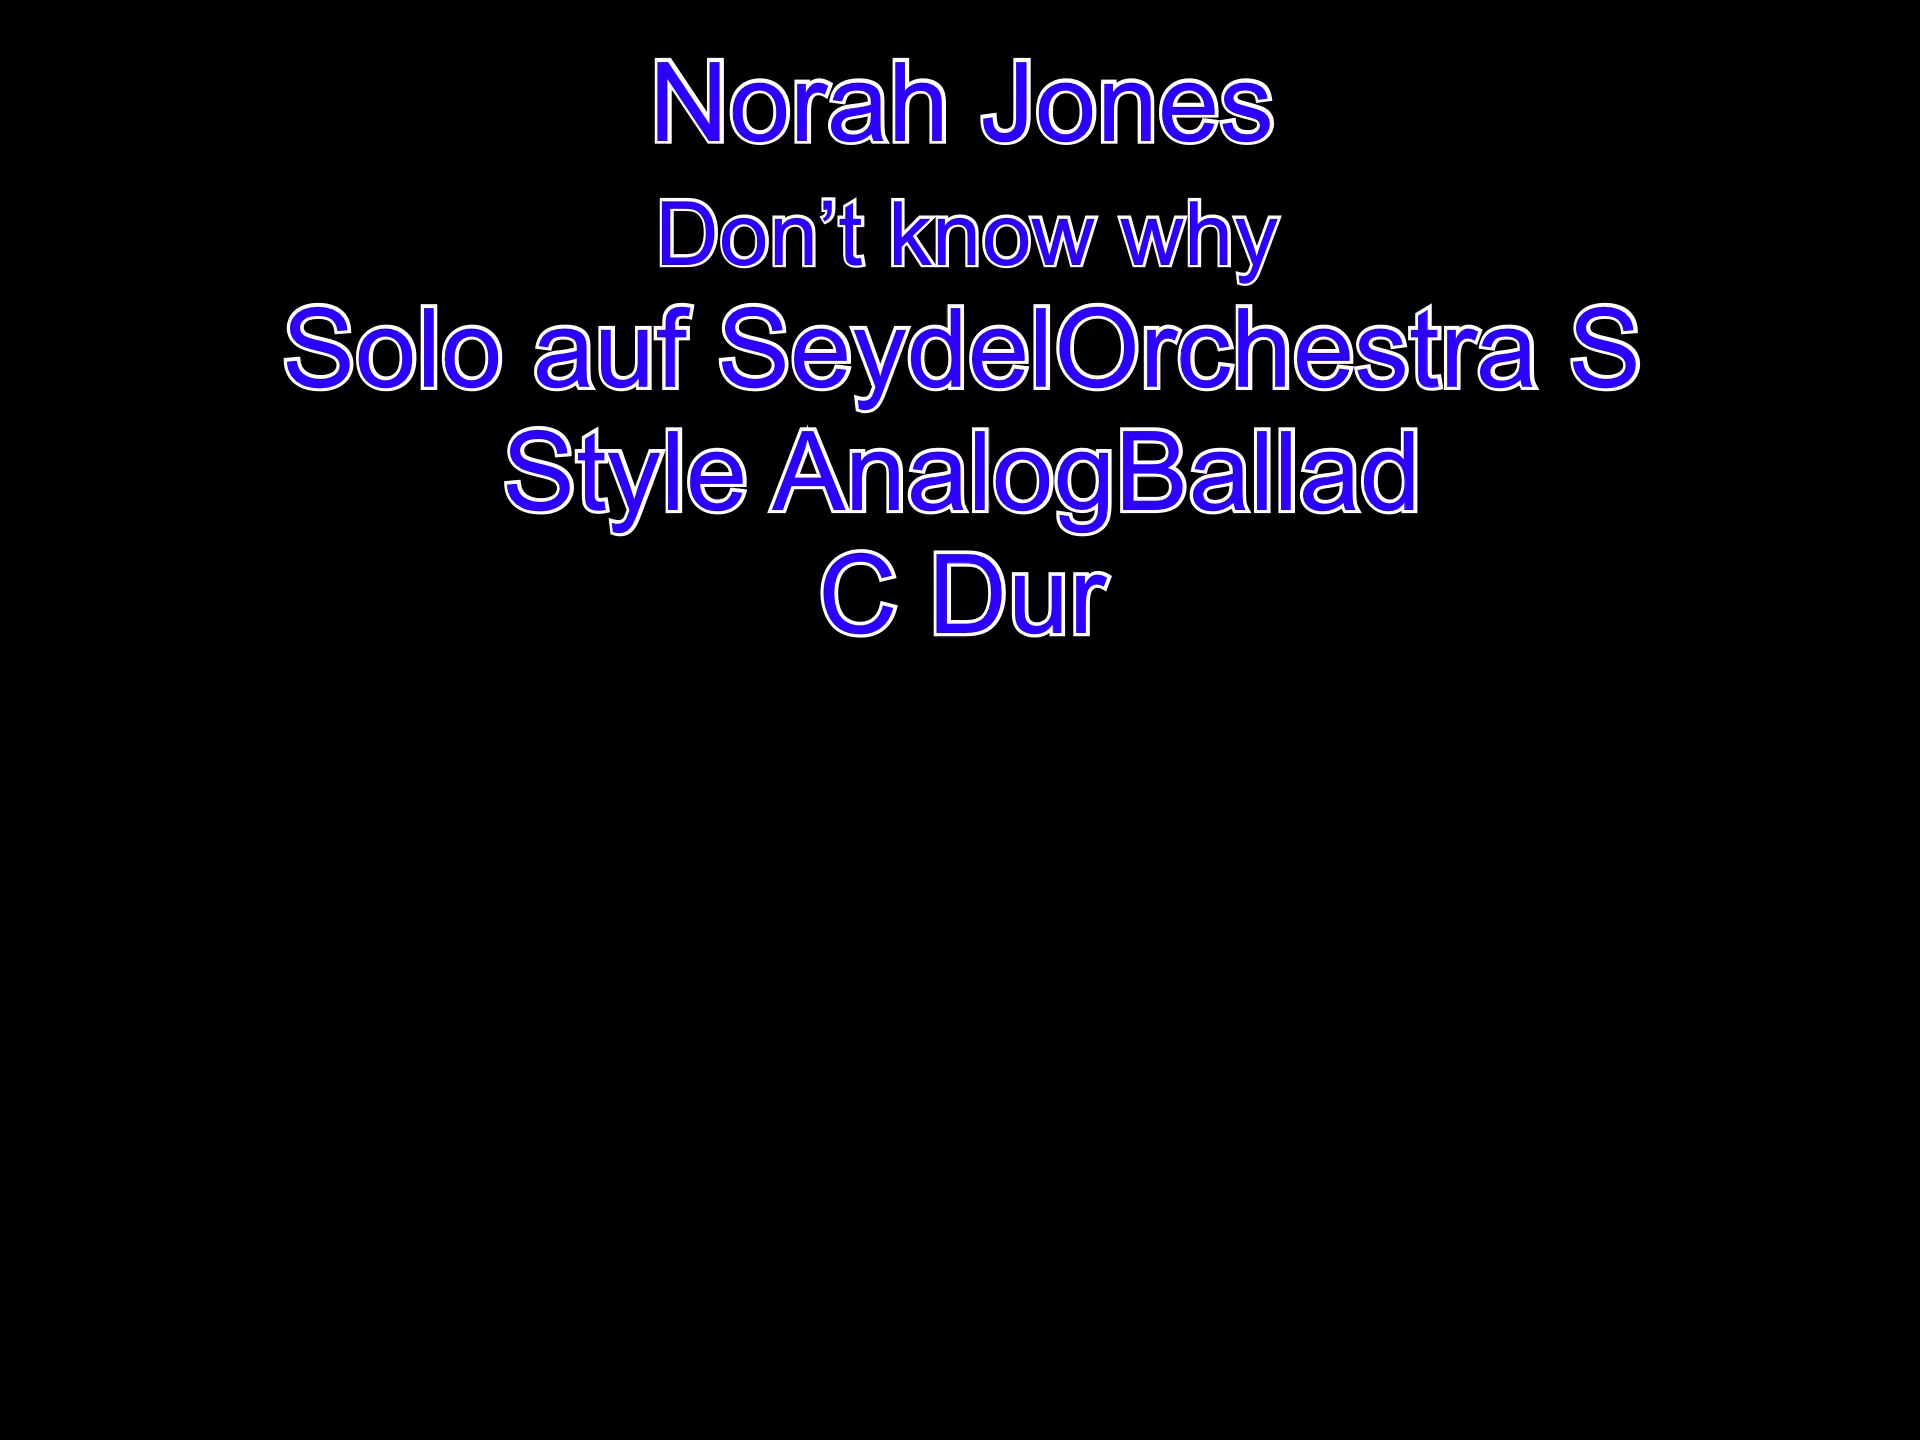 Norah Jones
Don’t know why
Solo auf SeydelOrchestra S
Style AnalogBallad
C Dur